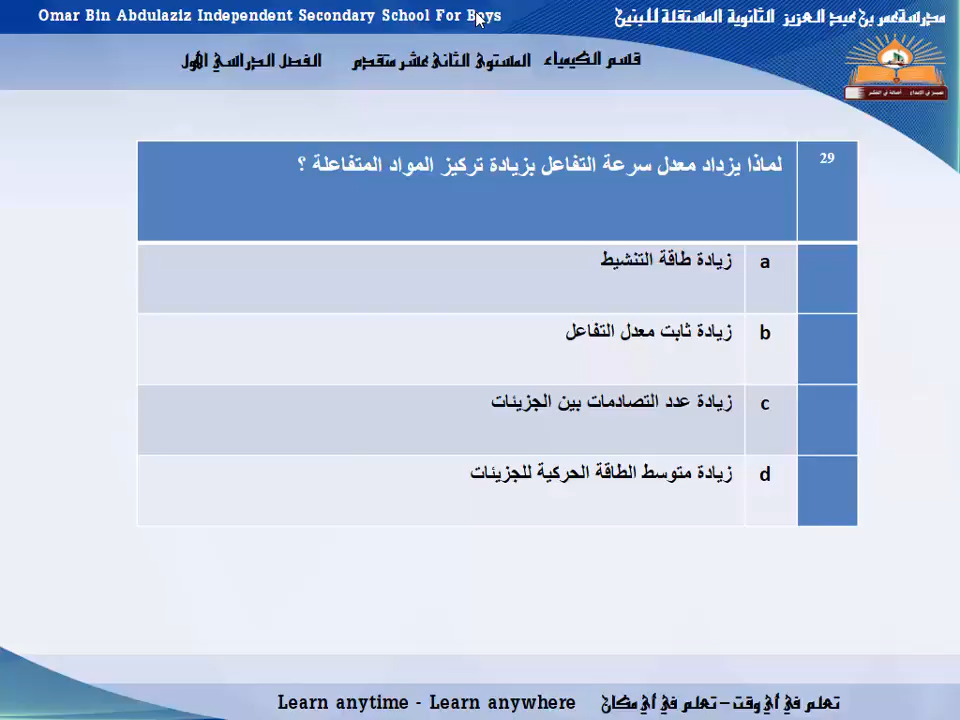 Omar Bin Abdulaziz Independent Secondary School For Boys
مدرسة عمر بن عبد العزيز الثانوية المستقلة للبنين
قسم الكيمياء المستوى الثانى عشر متقدم الفصل الدراسي الأول
29 لماذا يزداد معدل سرعة التفاعل بزيادة تركيز المواد المتفاعلة ؟
a زيادة طاقة التنشيط
b زيادة ثابت معدل التفاعل
c زيادة عدد التصادمات بين الجزيئات
d زيادة متوسط الطاقة الحركية للجزيئات
Learn anytime - Learn anywhere تعلم في أي وقت – تعلم في أي مكان